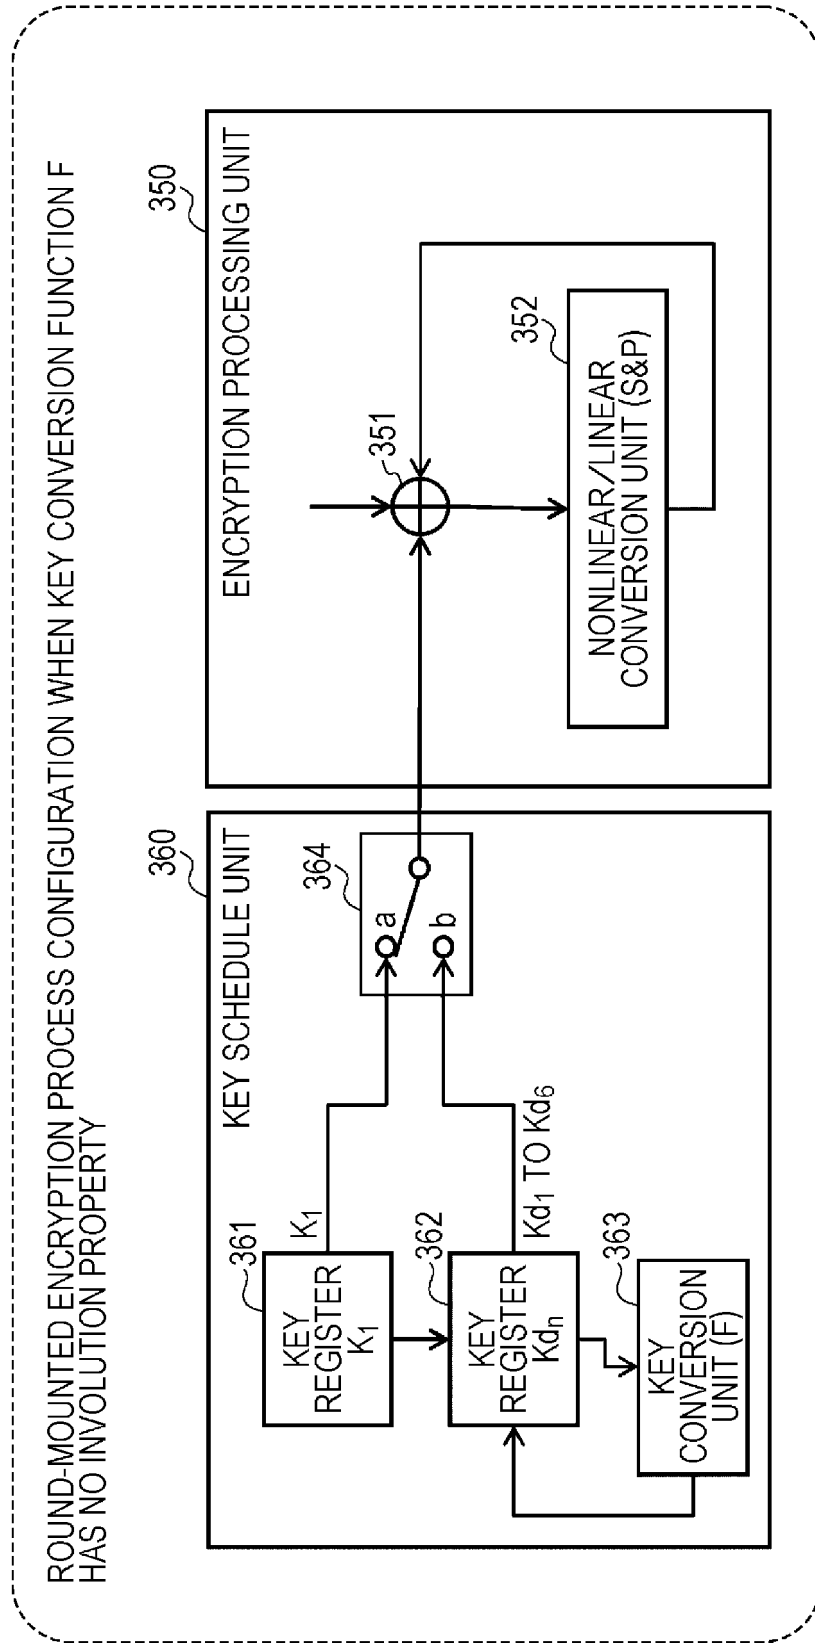 ROUND-MOUNTED ENCRYPTION PROCESS CONFIGURATION WHEN KEY CONVERSION FUNCTION F
HAS NO INVOLUTION PROPERTY
360
KEY SCHEDULE UNIT
361
KEY
REGISTER
K₁
K₁
362
KEY
REGISTER
Kdₙ
Kd₁ TO Kd₆
363
KEY
CONVERSION
UNIT (F)
364
a
b
350
ENCRYPTION PROCESSING UNIT
351
352
NONLINEAR/LINEAR
CONVERSION UNIT (S&P)